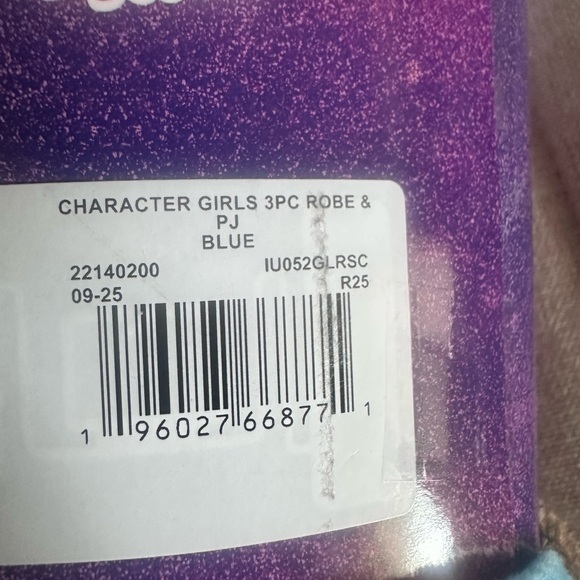 CHARACTER GIRLS 3PC ROBE &
PJ
BLUE
22140200 IU052GLRSC
09-25 R25
1 96027 66877 1